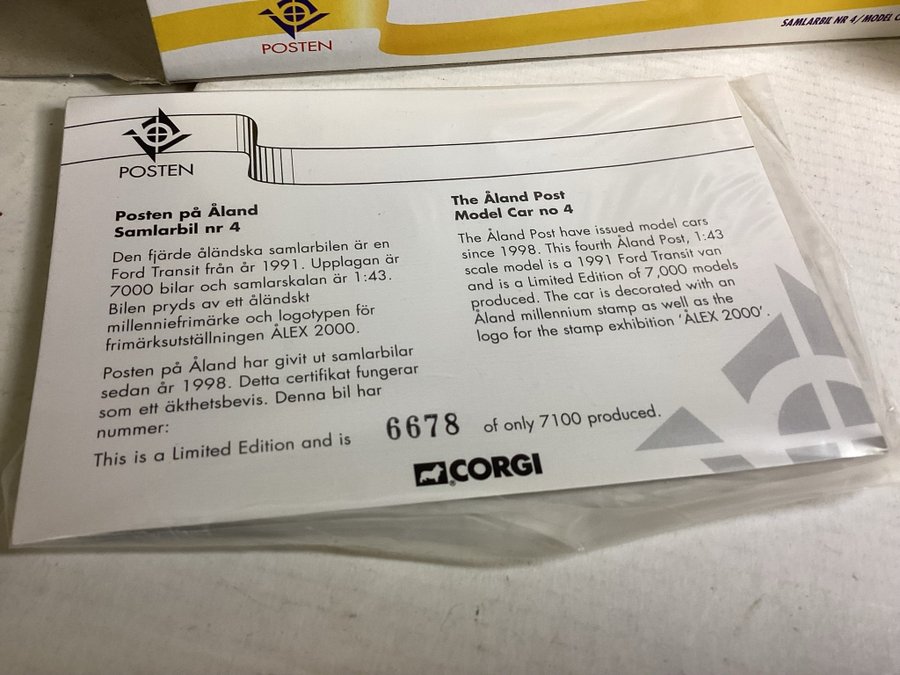 POSTEN
SAMLARBIL NR 4/MODEL
POSTEN
Posten på Åland
Samlarbil nr 4
Den fjärde åländska samlarbilen är en
Ford Transit från år 1991. Upplagan är
7000 bilar och samlarskalan är 1:43.
Bilen pryds av ett åländskt
millenniefrimärke och logotypen för
frimärksutställningen ÅLEX 2000.
Posten på Åland har givit ut samlarbilar
sedan år 1998. Detta certifikat fungerar
som ett äkthetsbevis. Denna bil har
nummer:
The Åland Post
Model Car no 4
The Åland Post have issued model cars
since 1998. This fourth Åland Post, 1:43
scale model is a 1991 Ford Transit van
and is a Limited Edition of 7,000 models
produced. The car is decorated with an
Åland millennium stamp as well as the
logo for the stamp exhibition 'ÅLEX 2000'.
This is a Limited Edition and is 6678 of only 7100 produced.
CORGI